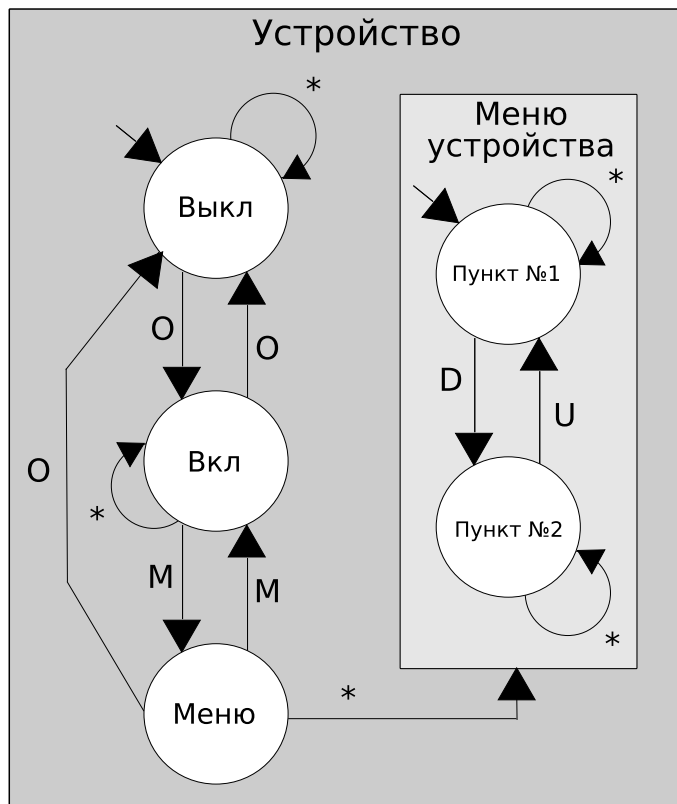 Устройство
*
Выкл
O
O
O
Вкл
*
M
M
Меню
*
Меню
устройства
*
Пункт №1
D
U
Пункт №2
*